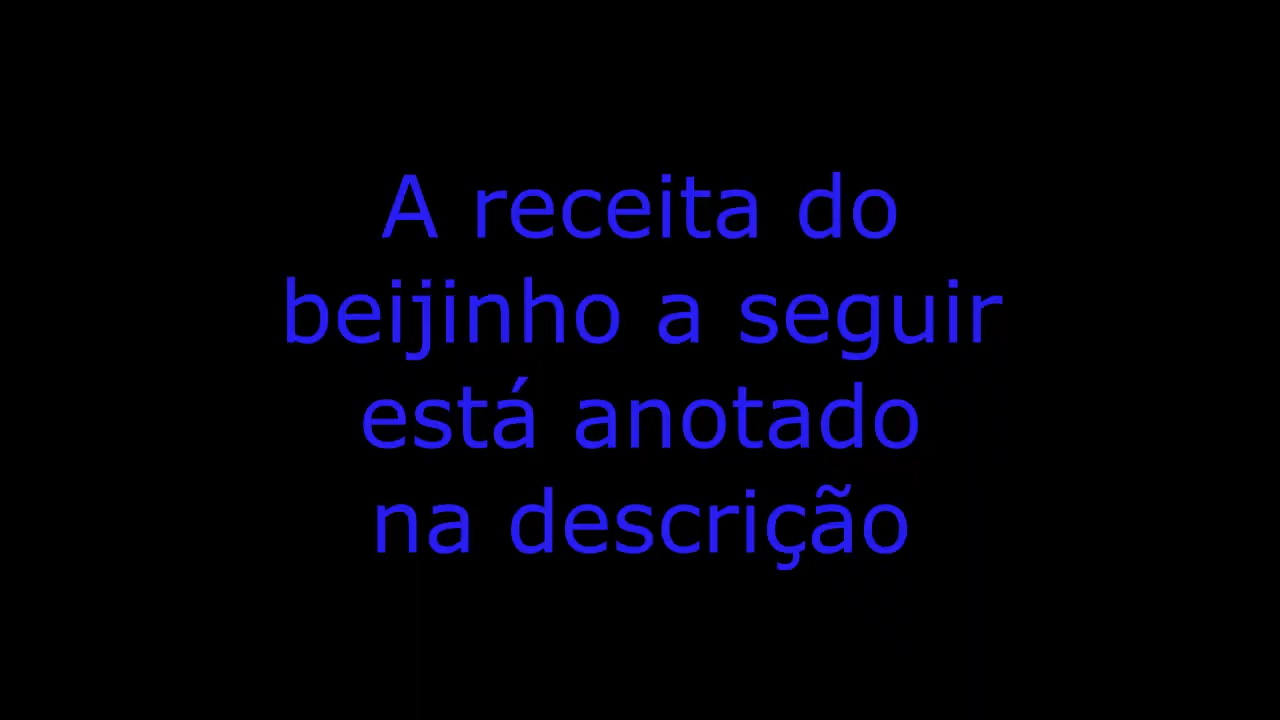 A receita do
beijinho a seguir
está anotado
na descrição